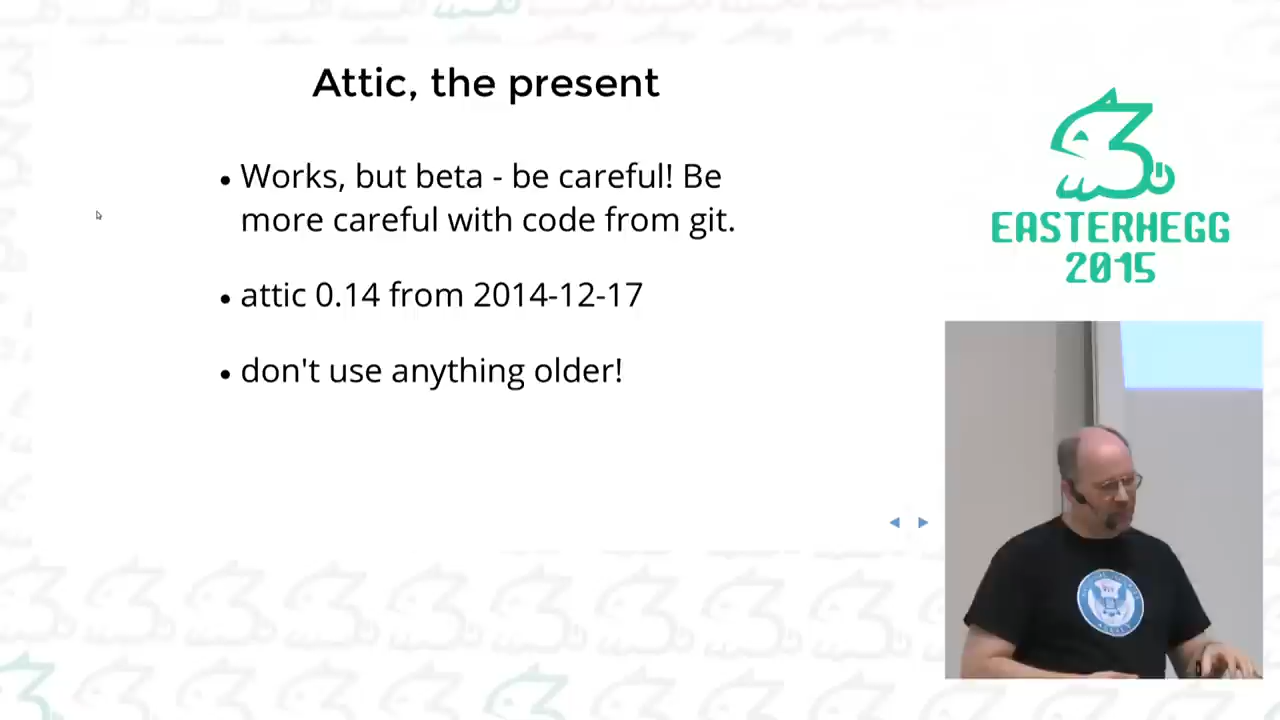 Attic, the present
• Works, but beta - be careful! Be
more careful with code from git.
• attic 0.14 from 2014-12-17
• don't use anything older!
EASTERHEGG
2015